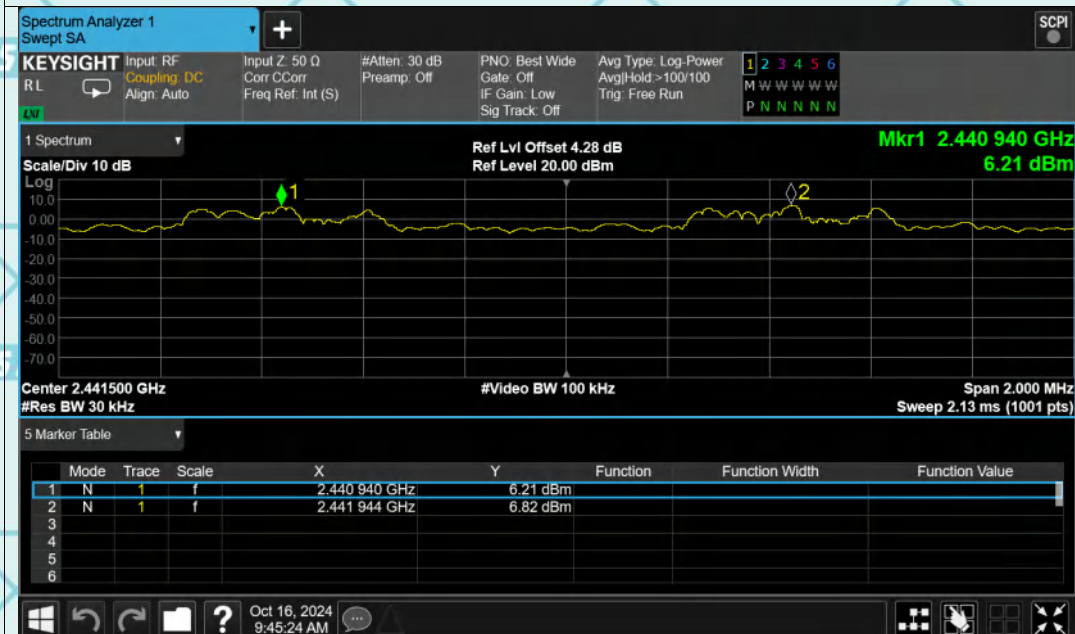 Spectrum Analyzer 1
Swept SA
+
SCPI
KEYSIGHT
RL
LXI
Input: RF
Coupling: DC
Align: Auto
Input Z: 50 Ω
Corr CCorr
Freq Ref: Int (S)
#Atten: 30 dB
Preamp: Off
PNO: Best Wide
Gate: Off
IF Gain: Low
Sig Track: Off
Avg Type: Log-Power
Avg|Hold:>100/100
Trig: Free Run
1 2 3 4 5 6
M W W W W W
P N N N N N
1 Spectrum
Scale/Div 10 dB
Ref Lvl Offset 4.28 dB
Ref Level 20.00 dBm
Mkr1 2.440 940 GHz
6.21 dBm
Log
10.0
0.00
-10.0
-20.0
-30.0
-40.0
-50.0
-60.0
-70.0
1
2
Center 2.441500 GHz
#Res BW 30 kHz
#Video BW 100 kHz
Span 2.000 MHz
Sweep 2.13 ms (1001 pts)
5 Marker Table
Mode Trace Scale X Y Function Function Width Function Value
1 N 1 f 2.440 940 GHz 6.21 dBm
2 N 1 f 2.441 944 GHz 6.82 dBm
3
4
5
6
?
Oct 16, 2024
9:45:24 AM